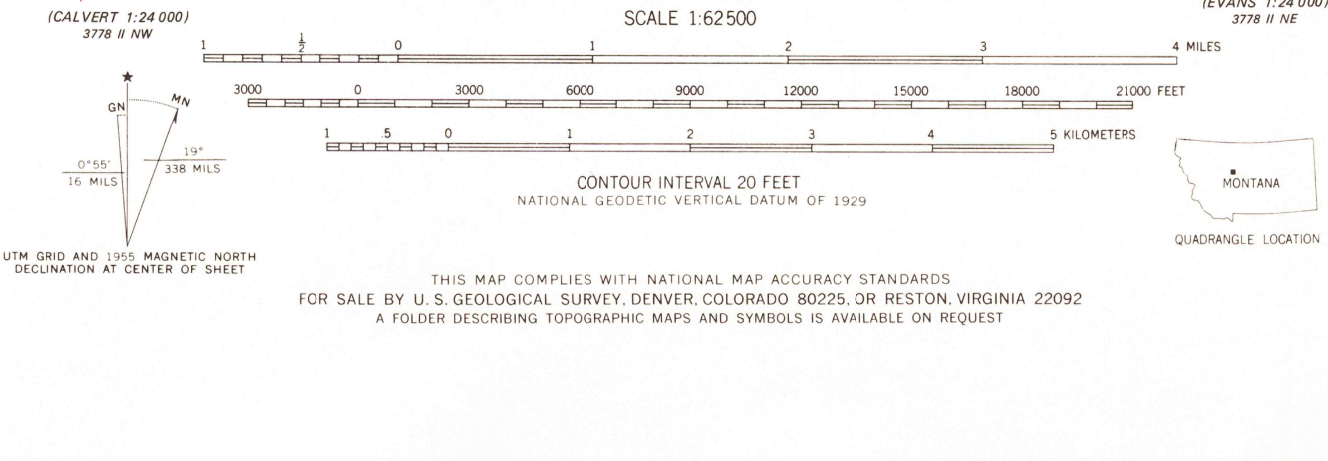 (CALVERT 1:24 000)
3778 II NW
SCALE 1:62500
(EVANS 1:24 000)
3778 II NE
1 ½ 0 1 2 3 4 MILES
3000 0 3000 6000 9000 12000 15000 18000 21000 FEET
1 .5 0 1 2 3 4 5 KILOMETERS
GN
MN
0°55'
16 MILS
19°
338 MILS
UTM GRID AND 1955 MAGNETIC NORTH
DECLINATION AT CENTER OF SHEET
CONTOUR INTERVAL 20 FEET
NATIONAL GEODETIC VERTICAL DATUM OF 1929
MONTANA
QUADRANGLE LOCATION
THIS MAP COMPLIES WITH NATIONAL MAP ACCURACY STANDARDS
FOR SALE BY U. S. GEOLOGICAL SURVEY, DENVER, COLORADO 80225, OR RESTON, VIRGINIA 22092
A FOLDER DESCRIBING TOPOGRAPHIC MAPS AND SYMBOLS IS AVAILABLE ON REQUEST